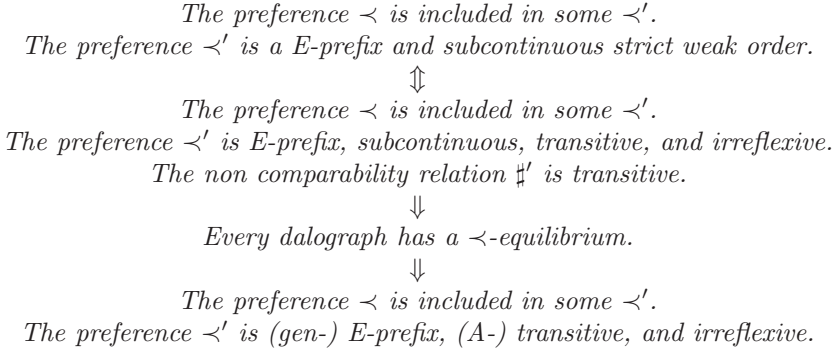 The preference ≺ is included in some ≺′.
The preference ≺′ is a E-prefix and subcontinuous strict weak order.
⇕
The preference ≺ is included in some ≺′.
The preference ≺′ is E-prefix, subcontinuous, transitive, and irreflexive.
The non comparability relation ♯′ is transitive.
⇓
Every dalograph has a ≺-equilibrium.
⇓
The preference ≺ is included in some ≺′.
The preference ≺′ is (gen-) E-prefix, (A-) transitive, and irreflexive.